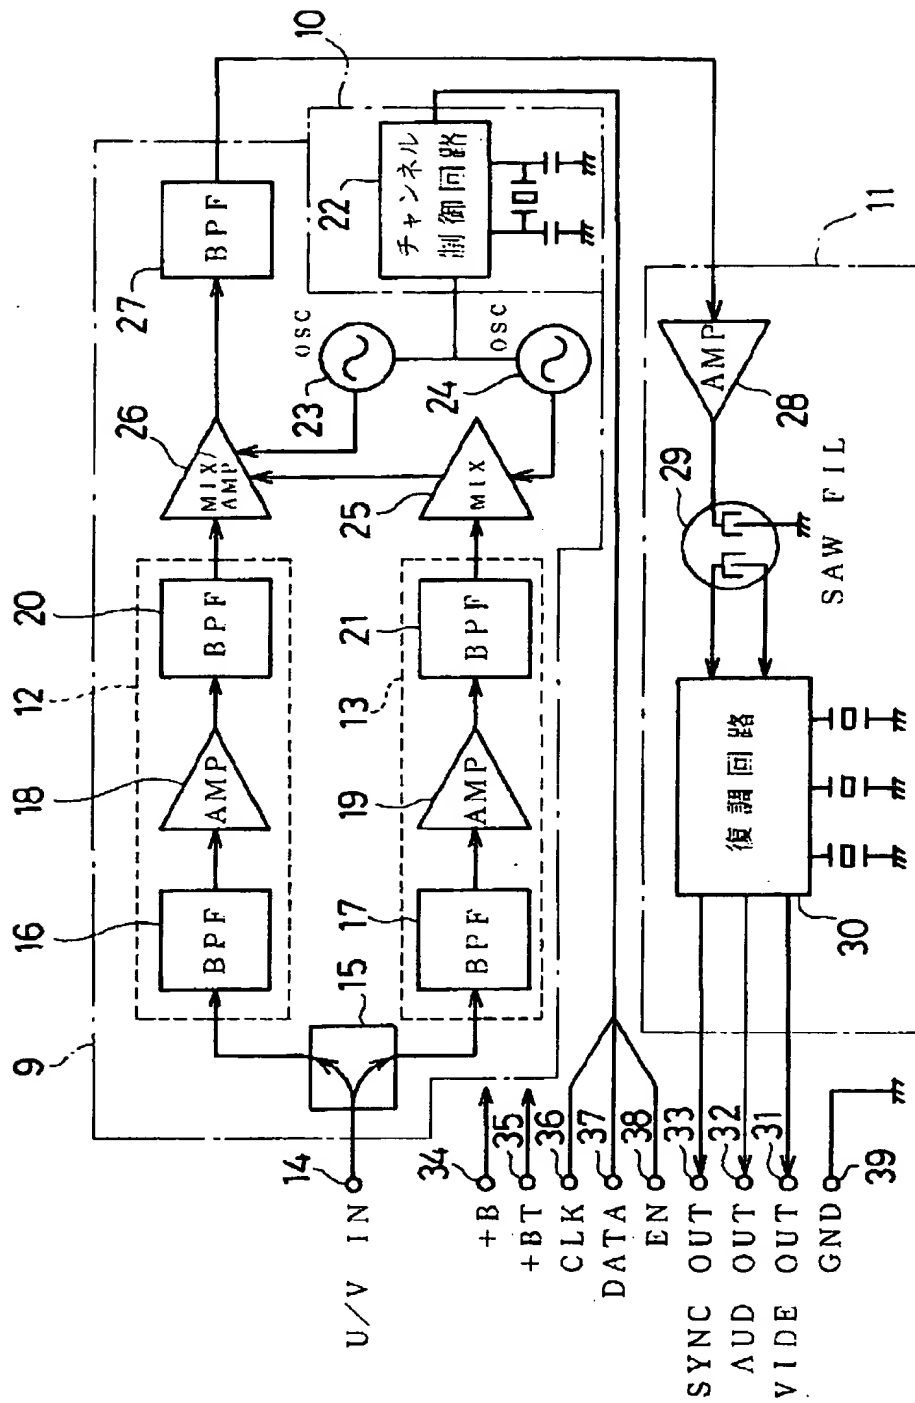 9
12
16
BPF
18
AMP
20
BPF
26
MIX/
AMP
27
BPF
10
22
チャンネル
制御回路
OSC
23
OSC
24
U/V IN
14
15
13
17
BPF
19
AMP
21
BPF
25
MIX
+B
34
+BT
35
CLK
36
DATA
37
EN
38
SYNC OUT
33
AUD OUT
32
VIDE OUT
31
GND
39
11
AMP
28
29
SAW FIL
復調回路
30